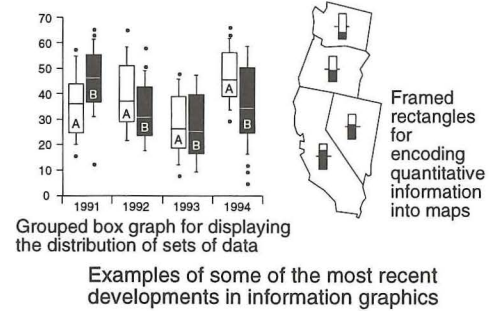 70
60
50
40
30
20
10
0
A
B
A
B
A
B
A
B
1991
1992
1993
1994
Grouped box graph for displaying
the distribution of sets of data
Framed
rectangles
for
encoding
quantitative
information
into maps
Examples of some of the most recent
developments in information graphics